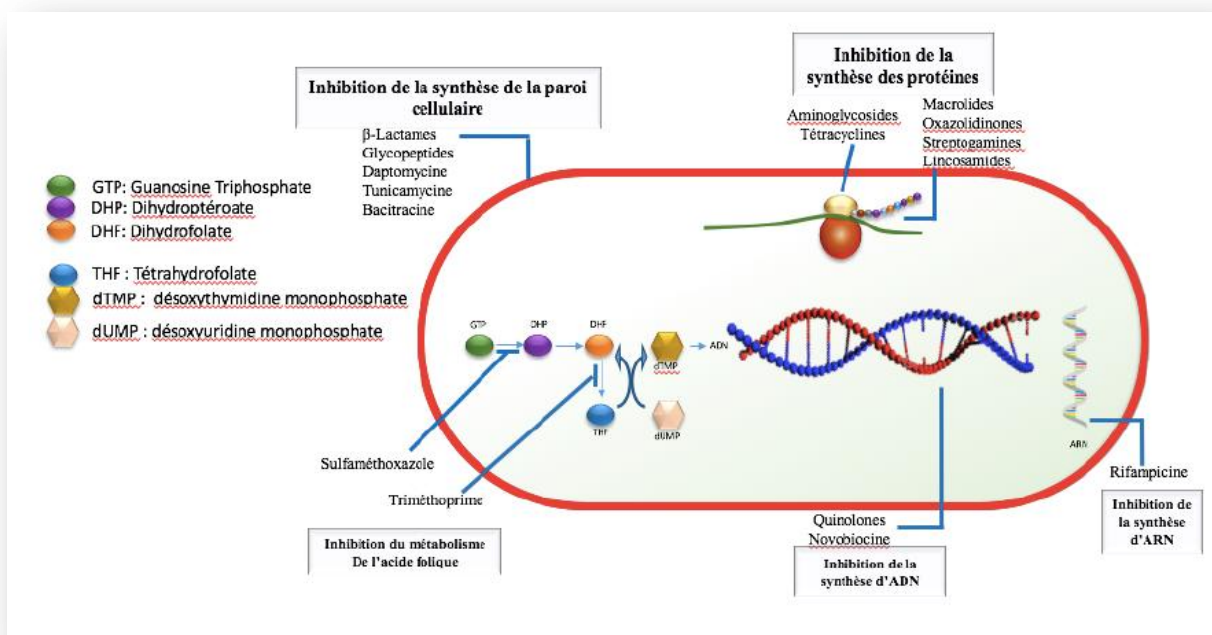 Inhibition de la synthèse de la paroi
cellulaire
β-Lactames
Glycopeptides
Daptomycine
Tunicamycine
Bacitracine
Inhibition de la
synthèse des protéines
Aminoglycosides
Tétracyclines
Macrolides
Oxazolidinones
Streptogamines
Lincosamides
GTP: Guanosine Triphosphate
DHP: Dihydroptéroate
DHF: Dihydrofolate
THF : Tétrahydrofolate
dTMP : désoxythymidine monophosphate
dUMP : désoxyuridine monophosphate
GTP
DHP
DHF
dTMP
ADN
THF
dUMP
ARN
Sulfaméthoxazole
Triméthoprime
Inhibition du métabolisme
De l'acide folique
Quinolones
Novobiocine
Inhibition de la
synthèse d'ADN
Rifampicine
Inhibition de
la synthèse
d'ARN